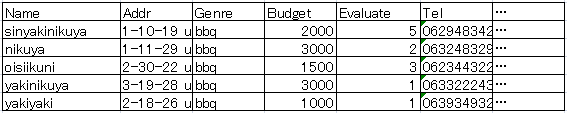 Name Addr Genre Budget Evaluate Tel …
sinyakinikuya 1-10-19 u bbq 2000 5 062948342 …
nikuya 1-11-29 bbq 3000 2 063248329 …
oisiikuni 2-30-22 u bbq 1500 3 062344322 …
yakinikuya 3-19-28 u bbq 3000 1 063322243 …
yakiyaki 2-18-26 u bbq 1000 1 063934932 …